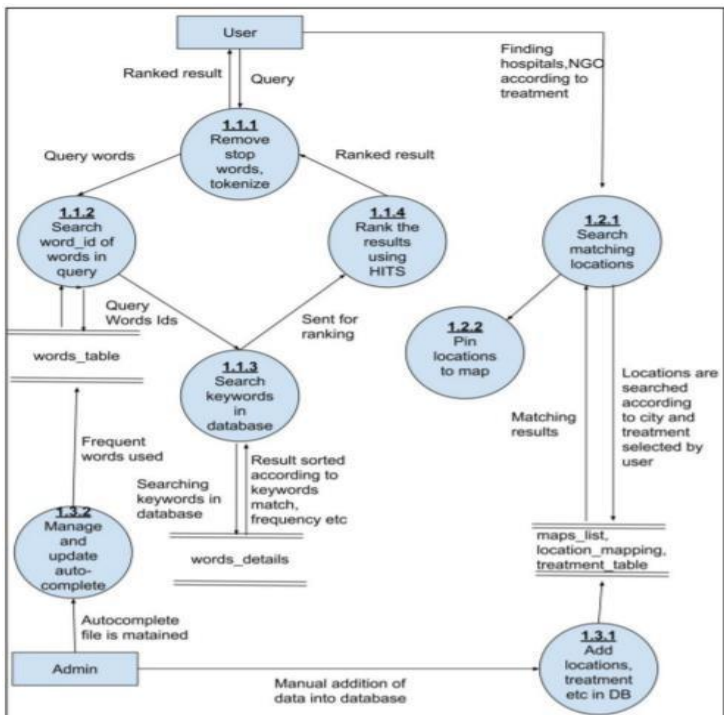 User
Ranked result
Query
Finding
hospitals,NGO
according to
treatment
1.1.1
Remove
stop
words,
tokenize
Query words
Ranked result
1.1.2
Search
word_id of
words in
query
1.1.4
Rank the
results
using
HITS
1.2.1
Search
matching
locations
Query
Words Ids
Sent for
ranking
1.2.2
Pin
locations
to map
words_table
1.1.3
Search
keywords
in
database
Locations are
searched
according
to city and
treatment
selected by
user
Matching
results
Frequent
words used
Searching
keywords in
database
Result sorted
according to
keywords
match,
frequency etc
1.3.2
Manage
and
update
auto-
complete
words_details
maps_list,
location_mapping,
treatment_table
Autocomplete
file is matained
1.3.1
Add
locations,
treatment
etc in DB
Admin
Manual addition of
data into database